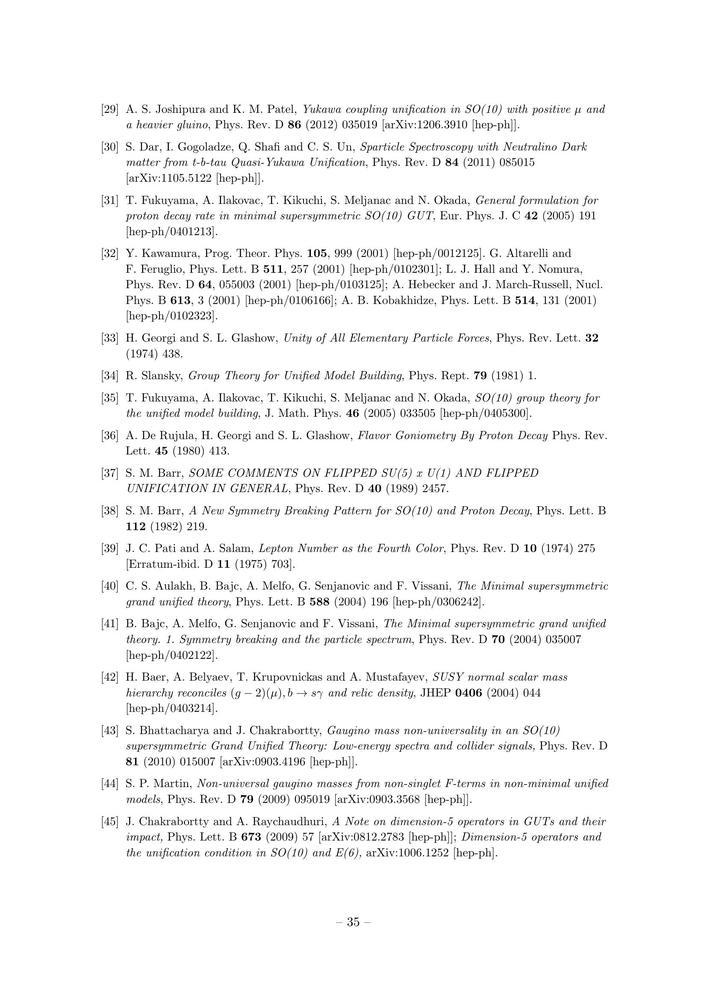 [29] A. S. Joshipura and K. M. Patel, Yukawa coupling unification in SO(10) with positive μ and
a heavier gluino, Phys. Rev. D 86 (2012) 035019 [arXiv:1206.3910 [hep-ph]].
[30] S. Dar, I. Gogoladze, Q. Shafi and C. S. Un, Sparticle Spectroscopy with Neutralino Dark
matter from t-b-tau Quasi-Yukawa Unification, Phys. Rev. D 84 (2011) 085015
[arXiv:1105.5122 [hep-ph]].
[31] T. Fukuyama, A. Ilakovac, T. Kikuchi, S. Meljanac and N. Okada, General formulation for
proton decay rate in minimal supersymmetric SO(10) GUT, Eur. Phys. J. C 42 (2005) 191
[hep-ph/0401213].
[32] Y. Kawamura, Prog. Theor. Phys. 105, 999 (2001) [hep-ph/0012125]. G. Altarelli and
F. Feruglio, Phys. Lett. B 511, 257 (2001) [hep-ph/0102301]; L. J. Hall and Y. Nomura,
Phys. Rev. D 64, 055003 (2001) [hep-ph/0103125]; A. Hebecker and J. March-Russell, Nucl.
Phys. B 613, 3 (2001) [hep-ph/0106166]; A. B. Kobakhidze, Phys. Lett. B 514, 131 (2001)
[hep-ph/0102323].
[33] H. Georgi and S. L. Glashow, Unity of All Elementary Particle Forces, Phys. Rev. Lett. 32
(1974) 438.
[34] R. Slansky, Group Theory for Unified Model Building, Phys. Rept. 79 (1981) 1.
[35] T. Fukuyama, A. Ilakovac, T. Kikuchi, S. Meljanac and N. Okada, SO(10) group theory for
the unified model building, J. Math. Phys. 46 (2005) 033505 [hep-ph/0405300].
[36] A. De Rujula, H. Georgi and S. L. Glashow, Flavor Goniometry By Proton Decay Phys. Rev.
Lett. 45 (1980) 413.
[37] S. M. Barr, SOME COMMENTS ON FLIPPED SU(5) x U(1) AND FLIPPED
UNIFICATION IN GENERAL, Phys. Rev. D 40 (1989) 2457.
[38] S. M. Barr, A New Symmetry Breaking Pattern for SO(10) and Proton Decay, Phys. Lett. B
112 (1982) 219.
[39] J. C. Pati and A. Salam, Lepton Number as the Fourth Color, Phys. Rev. D 10 (1974) 275
[Erratum-ibid. D 11 (1975) 703].
[40] C. S. Aulakh, B. Bajc, A. Melfo, G. Senjanovic and F. Vissani, The Minimal supersymmetric
grand unified theory, Phys. Lett. B 588 (2004) 196 [hep-ph/0306242].
[41] B. Bajc, A. Melfo, G. Senjanovic and F. Vissani, The Minimal supersymmetric grand unified
theory. 1. Symmetry breaking and the particle spectrum, Phys. Rev. D 70 (2004) 035007
[hep-ph/0402122].
[42] H. Baer, A. Belyaev, T. Krupovnickas and A. Mustafayev, SUSY normal scalar mass
hierarchy reconciles (g − 2)(μ), b → sγ and relic density, JHEP 0406 (2004) 044
[hep-ph/0403214].
[43] S. Bhattacharya and J. Chakrabortty, Gaugino mass non-universality in an SO(10)
supersymmetric Grand Unified Theory: Low-energy spectra and collider signals, Phys. Rev. D
81 (2010) 015007 [arXiv:0903.4196 [hep-ph]].
[44] S. P. Martin, Non-universal gaugino masses from non-singlet F-terms in non-minimal unified
models, Phys. Rev. D 79 (2009) 095019 [arXiv:0903.3568 [hep-ph]].
[45] J. Chakrabortty and A. Raychaudhuri, A Note on dimension-5 operators in GUTs and their
impact, Phys. Lett. B 673 (2009) 57 [arXiv:0812.2783 [hep-ph]]; Dimension-5 operators and
the unification condition in SO(10) and E(6), arXiv:1006.1252 [hep-ph].
– 35 –